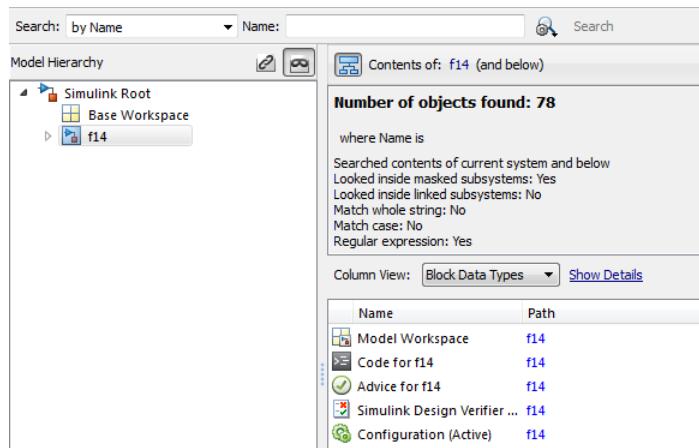 Search: by Name Name: Search
Model Hierarchy
Contents of: f14 (and below)
Simulink Root
Base Workspace
f14
Number of objects found: 78
where Name is
Searched contents of current system and below
Looked inside masked subsystems: Yes
Looked inside linked subsystems: No
Match whole string: No
Match case: No
Regular expression: Yes
Column View: Block Data Types Show Details
Name Path
Model Workspace f14
Code for f14 f14
Advice for f14 f14
Simulink Design Verifier ... f14
Configuration (Active) f14